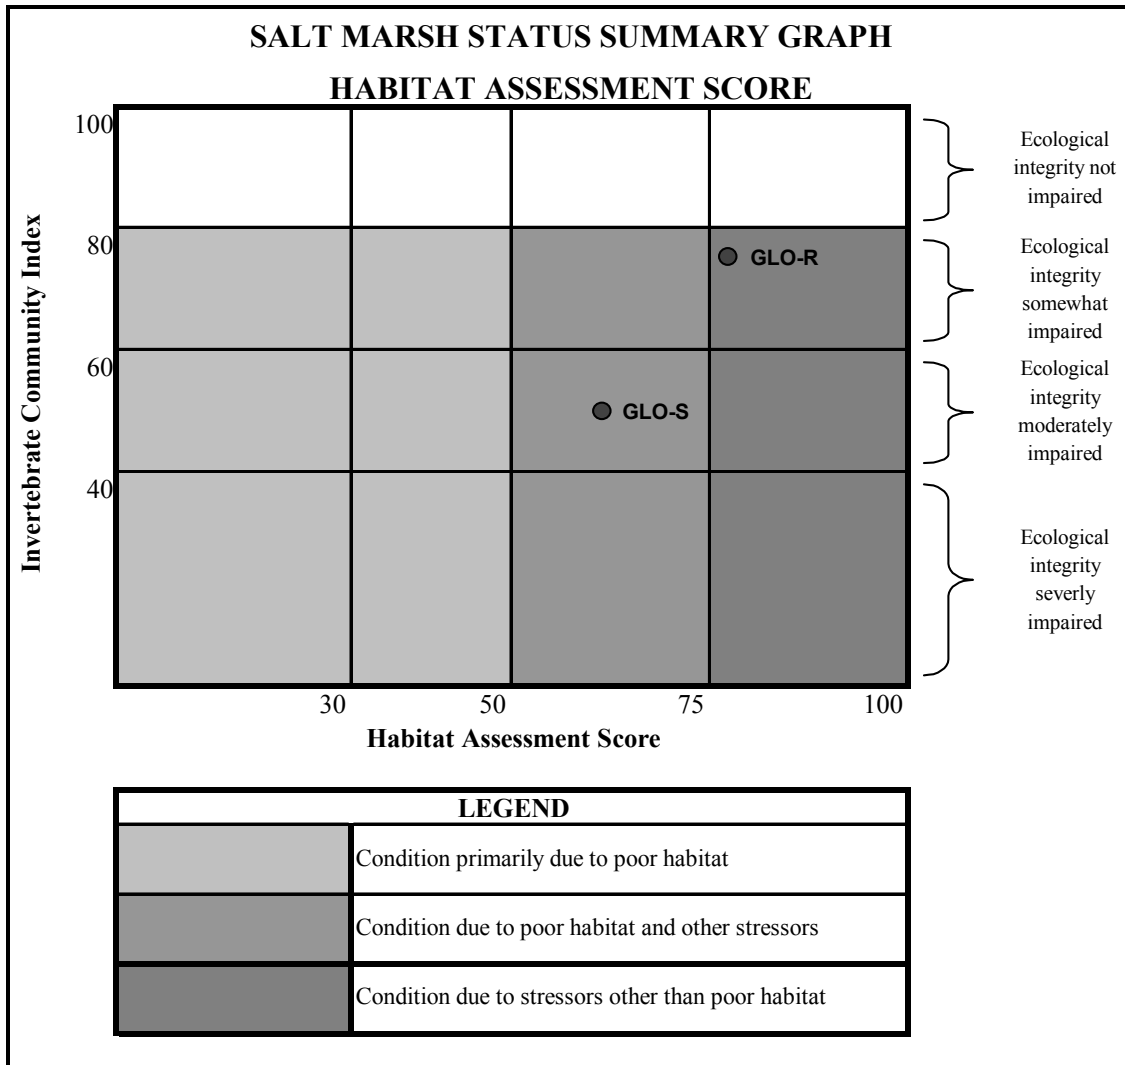 SALT MARSH STATUS SUMMARY GRAPH
HABITAT ASSESSMENT SCORE
100
80
60
40
Invertebrate Community Index
GLO-R
GLO-S
Ecological
integrity not
impaired
Ecological
integrity
somewhat
impaired
Ecological
integrity
moderately
impaired
Ecological
integrity
severly
impaired
30 50 75 100
Habitat Assessment Score
LEGEND
Condition primarily due to poor habitat
Condition due to poor habitat and other stressors
Condition due to stressors other than poor habitat